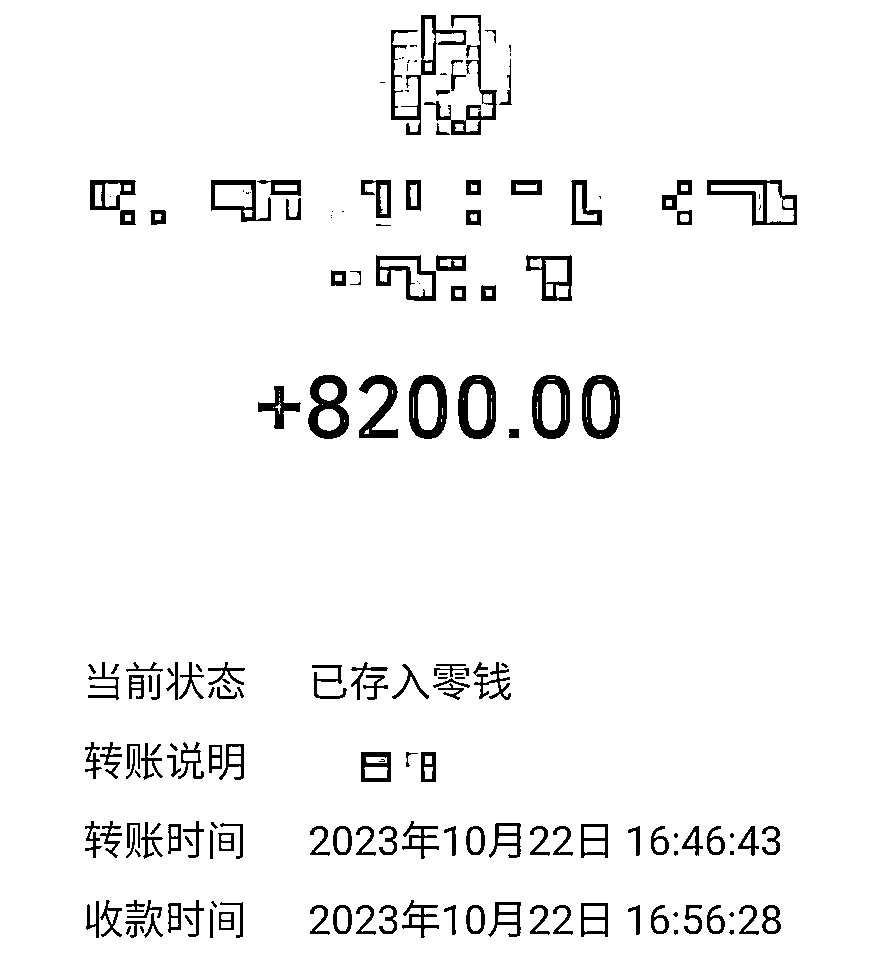 +8200.00
当前状态 已存入零钱
转账说明
转账时间 2023年10月22日 16:46:43
收款时间 2023年10月22日 16:56:28